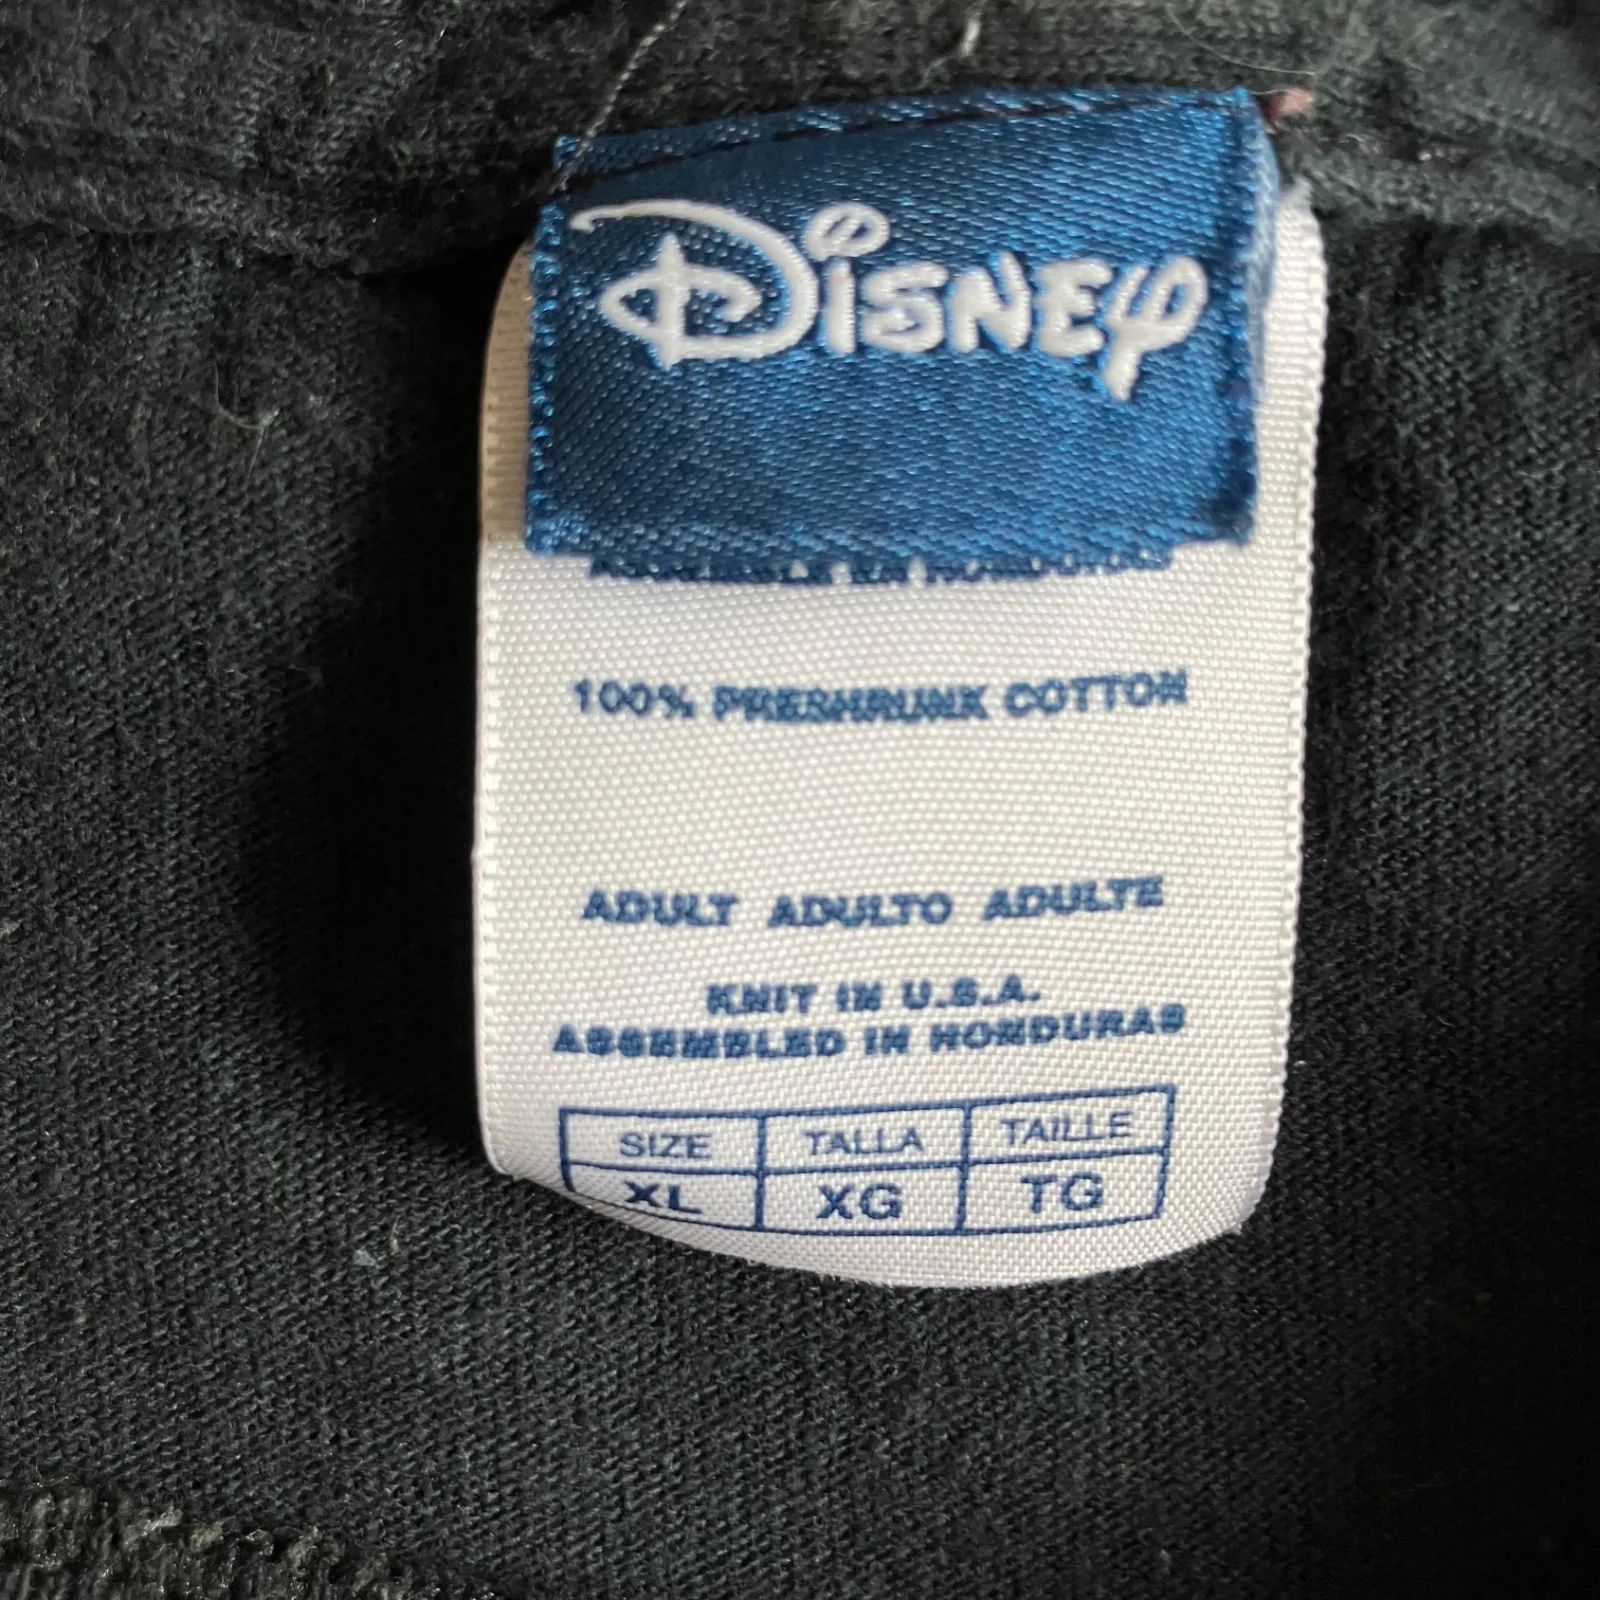 DISNEY
100% PRESHRUNK COTTON
ADULT ADULTO ADULTE
KNIT IN U.S.A.
ASSEMBLED IN HONDURAS
SIZE TALLA TAILLE
XL XG TG